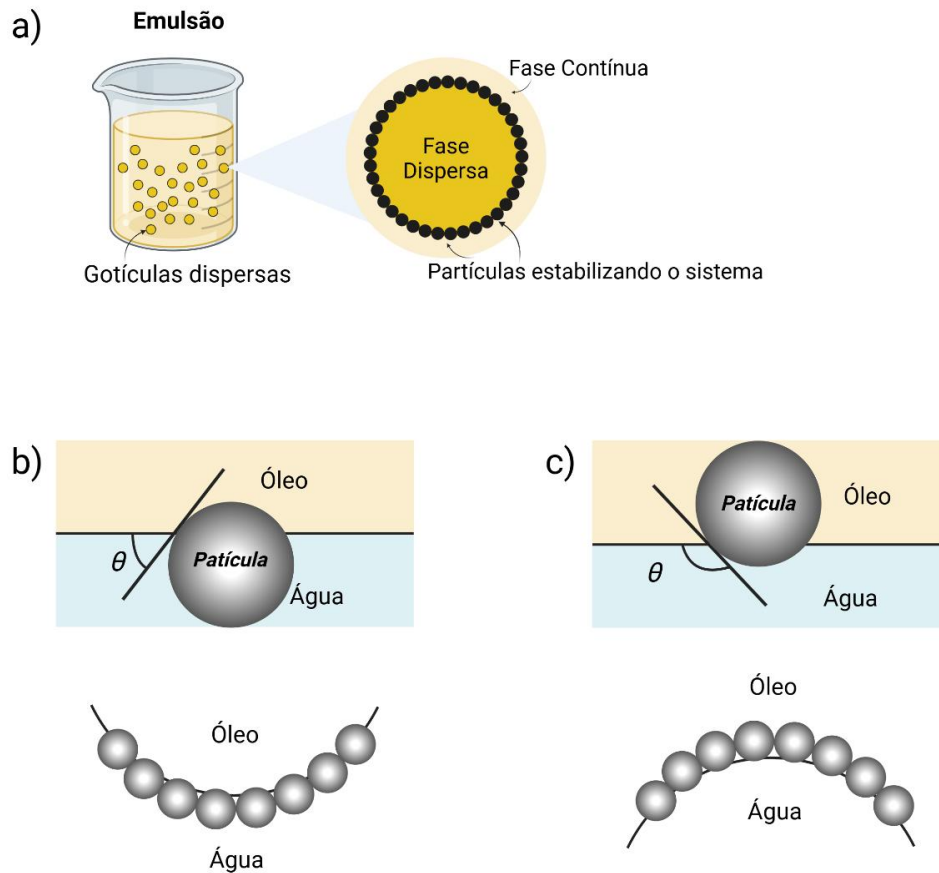 a)
Emulsão
Fase Contínua
Fase
Dispersa
Gotículas dispersas
Partículas estabilizando o sistema
b)
Óleo
Patícula
θ
Água
Óleo
Água
c)
Patícula
Óleo
θ
Água
Óleo
Água